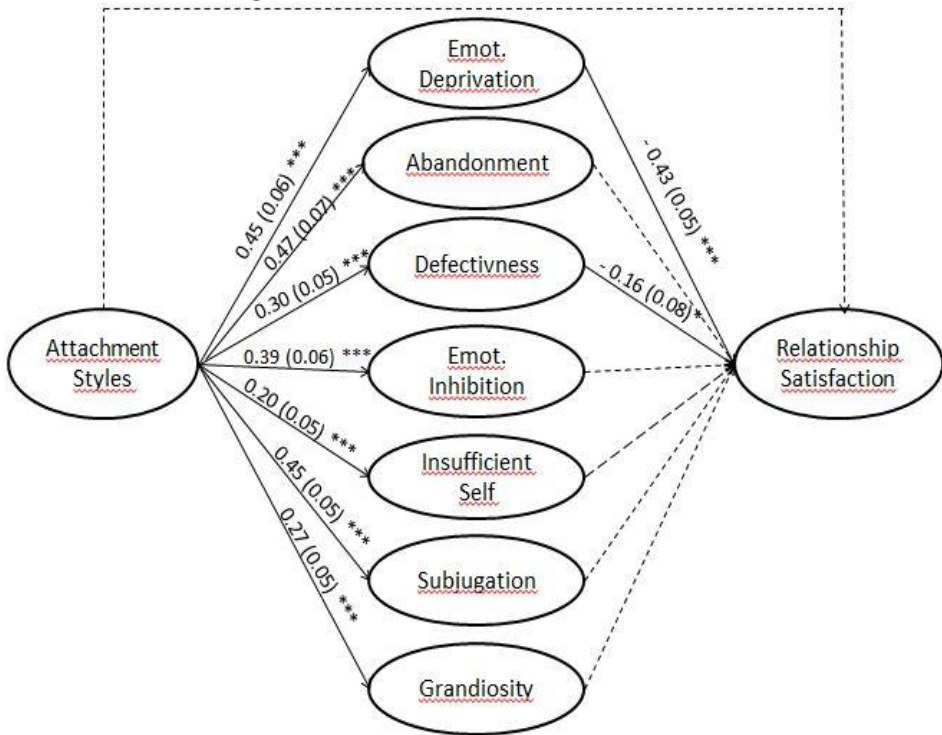 Emot.
Deprivation
Abandonment
Defectivness
Emot.
Inhibition
Insufficient
Self
Subjugation
Grandiosity
Attachment
Styles
Relationship
Satisfaction
0.45 (0.06) ***
0.47 (0.07) ***
0.30 (0.05) ***
0.39 (0.06) ***
0.20 (0.05) ***
0.45 (0.05) ***
0.27 (0.05) ***
- 0.43 (0.05) ***
- 0.16 (0.08) *